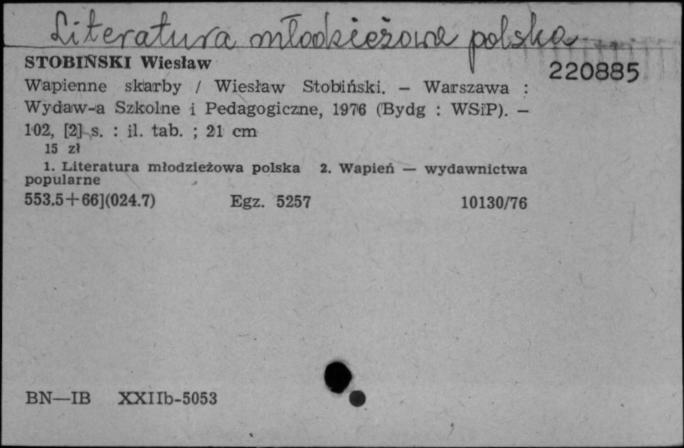 Literatura młodzieżowa polska
STOBIŃSKI Wiesław
220885
Wapienne skarby / Wiesław Stobiński. — Warszawa :
Wydaw-a Szkolne i Pedagogiczne, 1976 (Bydg : WSiP). —
102, [2] s. : il. tab. ; 21 cm
15 zł
1. Literatura młodzieżowa polska 2. Wapień — wydawnictwa
popularne
553.5+66](024.7) Egz. 5257 10130/76
BN—IB XXIIb-5053